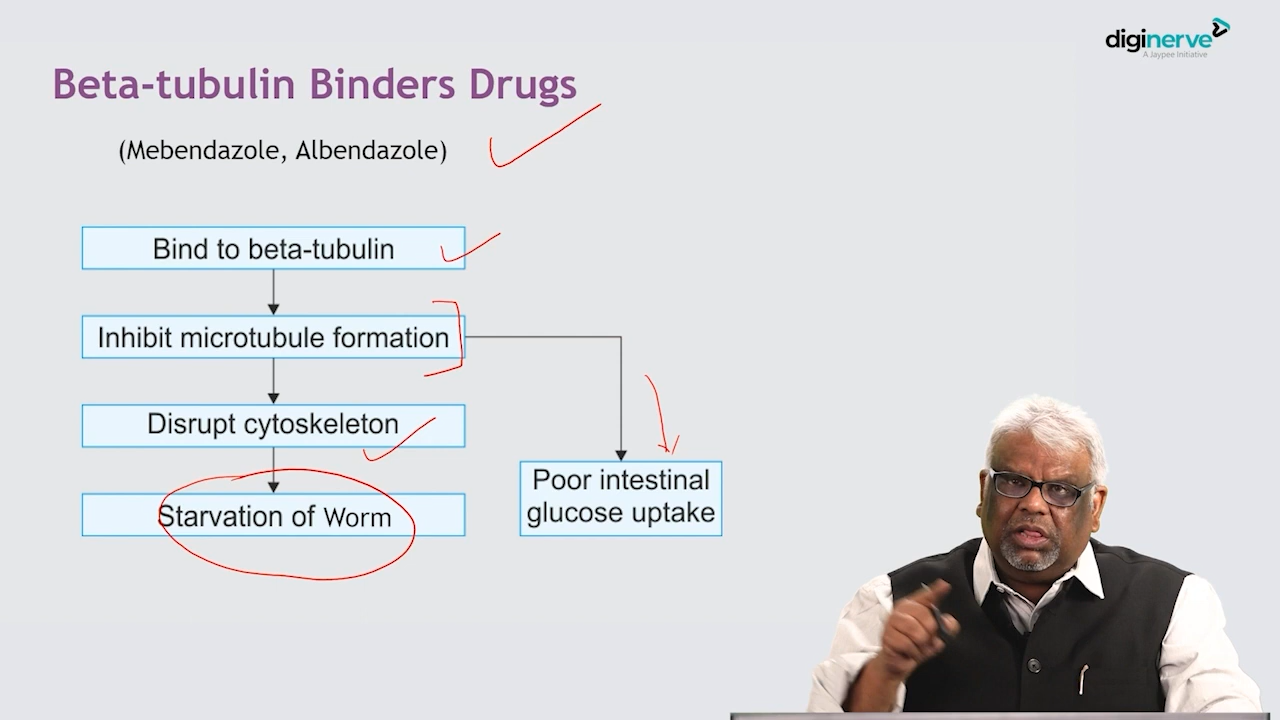 diginerve
A Jaypee Initiative
Beta-tubulin Binders Drugs
(Mebendazole, Albendazole)
Bind to beta-tubulin
Inhibit microtubule formation
Disrupt cytoskeleton
Starvation of Worm
Poor intestinal
glucose uptake